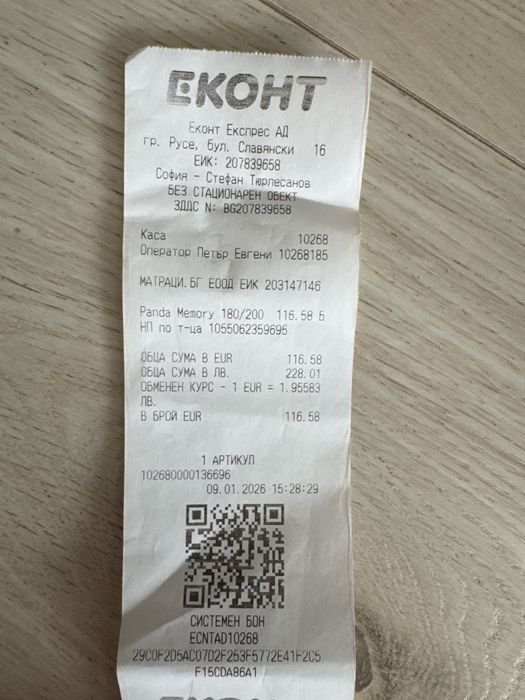 ЕКОНТ
Еконт Експрес АД
гр. Русе, бул. Славянски 16
ЕИК: 207839658
София - Стефан Тюрлесанов
БЕЗ СТАЦИОНАРЕН ОБЕКТ
ЗДДС N: BG207839658
Каса 10268
Оператор Петър Евгени 10268185
МАТРАЦИ.БГ ЕООД ЕИК 203147146
Panda Memory 180/200 116.58 Б
НП по т-ца 1055062359695
ОБЩА СУМА В EUR 116.58
ОБЩА СУМА В ЛВ. 228.01
ОБМЕНЕН КУРС - 1 EUR = 1.95583
ЛВ.
В БРОЙ EUR 116.58
1 АРТИКУЛ
102680000136696
09.01.2026 15:28:29
СИСТЕМЕН БОН
ECNTAD10268
29C0F2D5AC07D2F253F5772E41F2C5
F15CDA86A1